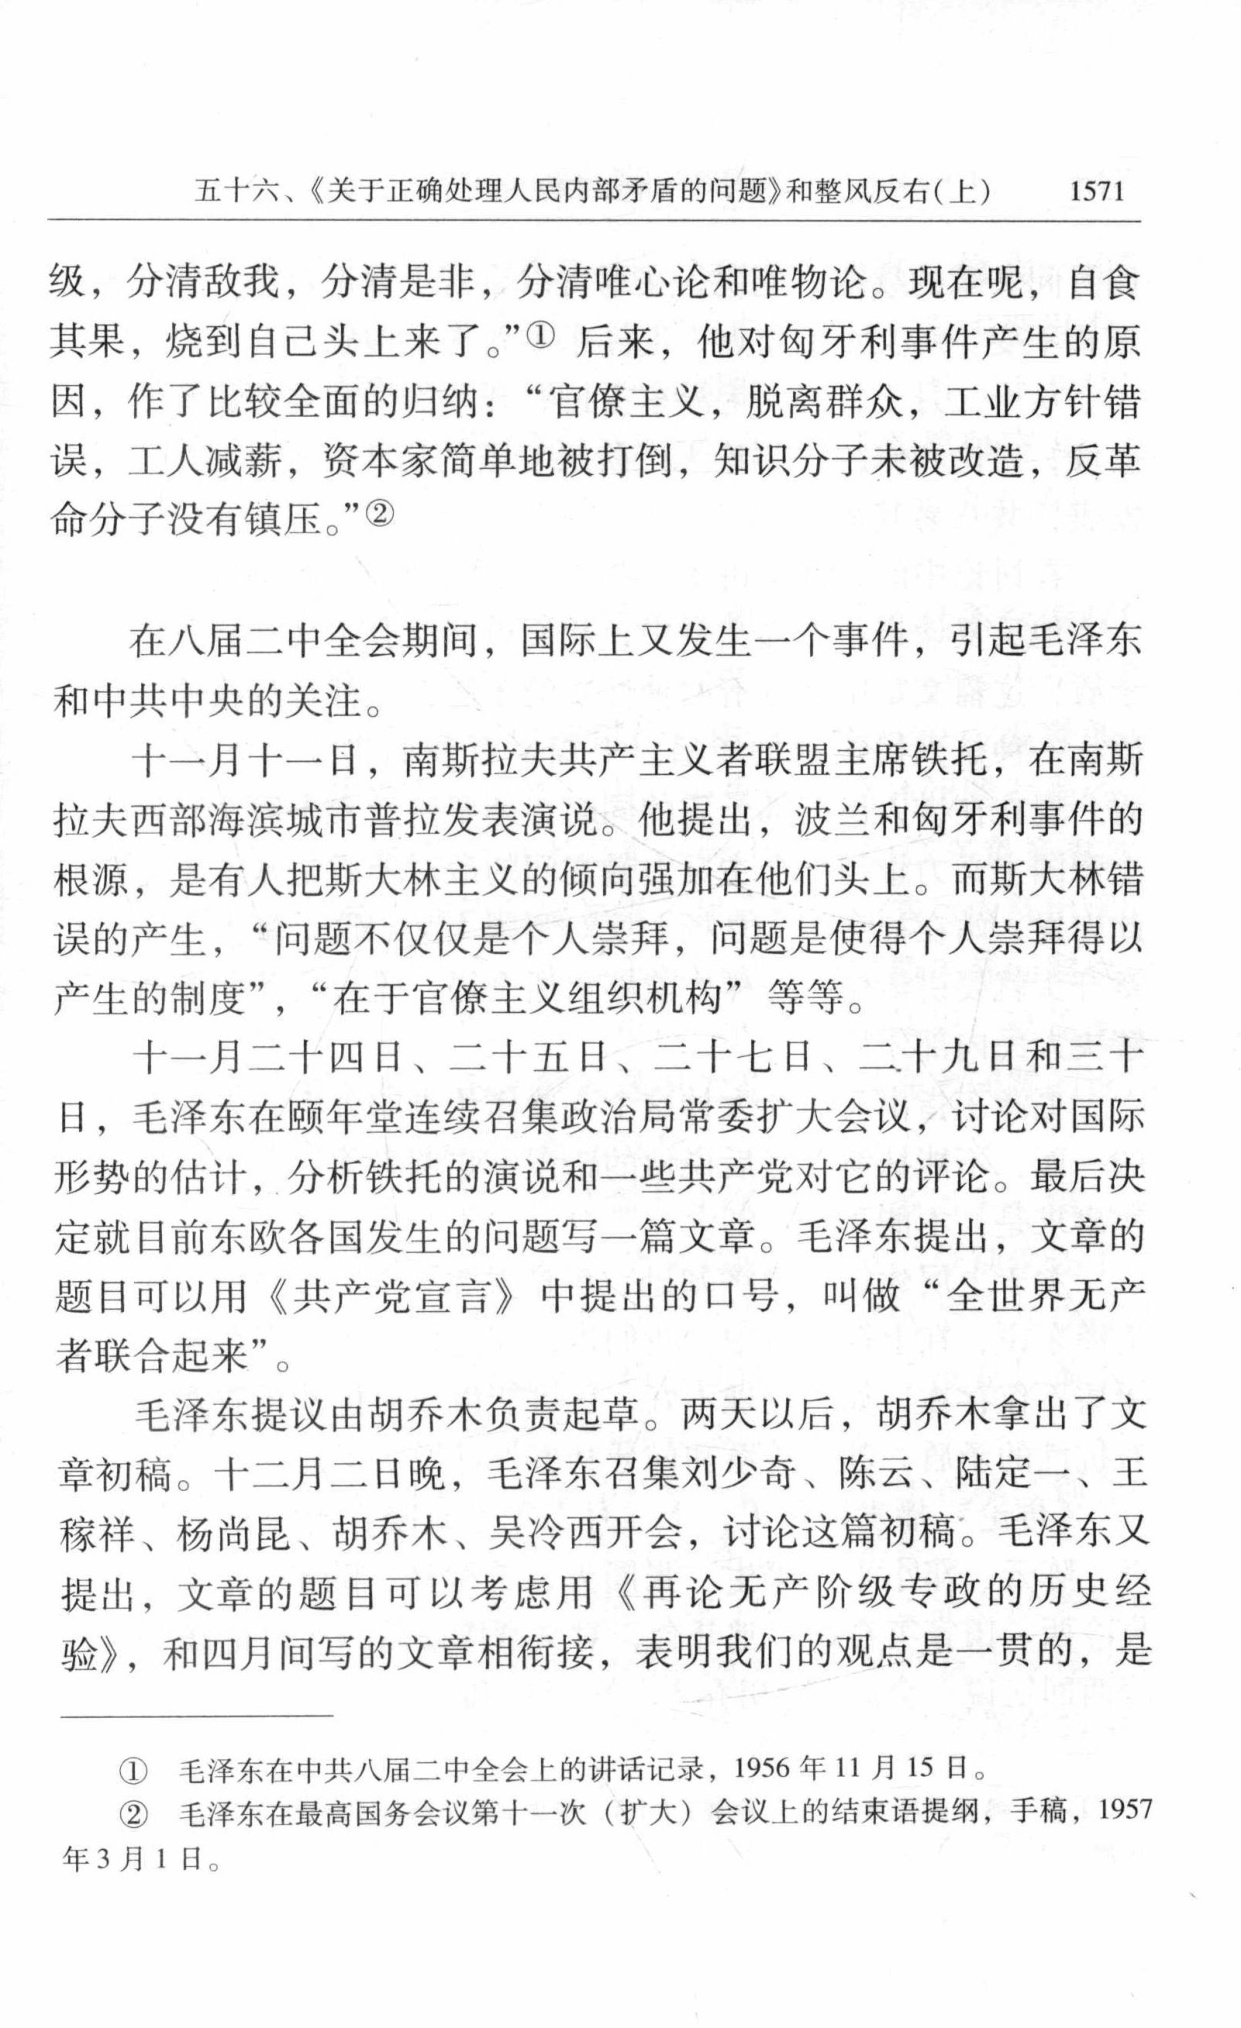 五十六、《关于正确处理人民内部矛盾的问题》和整风反右(上) 1571
级，分清敌我，分清是非，分清唯心论和唯物论。现在呢，自食
其果，烧到自己头上来了。”① 后来，他对匈牙利事件产生的原
因，作了比较全面的归纳：“官僚主义，脱离群众，工业方针错
误，工人减薪，资本家简单地被打倒，知识分子未被改造，反革
命分子没有镇压。”②
在八届二中全会期间，国际上又发生一个事件，引起毛泽东
和中共中央的关注。
十一月十一日，南斯拉夫共产主义者联盟主席铁托，在南斯
拉夫西部海滨城市普拉发表演说。他提出，波兰和匈牙利事件的
根源，是有人把斯大林主义的倾向强加在他们头上。而斯大林错
误的产生，“问题不仅仅是个人崇拜，问题是使得个人崇拜得以
产生的制度”，“在于官僚主义组织机构” 等等。
十一月二十四日、二十五日、二十七日、二十九日和三十
日，毛泽东在颐年堂连续召集政治局常委扩大会议，讨论对国际
形势的估计，分析铁托的演说和一些共产党对它的评论。最后决
定就目前东欧各国发生的问题写一篇文章。毛泽东提出，文章的
题目可以用《共产党宣言》中提出的口号，叫做“全世界无产
者联合起来”。
毛泽东提议由胡乔木负责起草。两天以后，胡乔木拿出了文
章初稿。十二月二日晚，毛泽东召集刘少奇、陈云、陆定一、王
稼祥、杨尚昆、胡乔木、吴冷西开会，讨论这篇初稿。毛泽东又
提出，文章的题目可以考虑用《再论无产阶级专政的历史经
验》，和四月间写的文章相衔接，表明我们的观点是一贯的，是
① 毛泽东在中共八届二中全会上的讲话记录，1956 年 11 月 15 日。
② 毛泽东在最高国务会议第十一次（扩大）会议上的结束语提纲，手稿，1957
年 3 月 1 日。